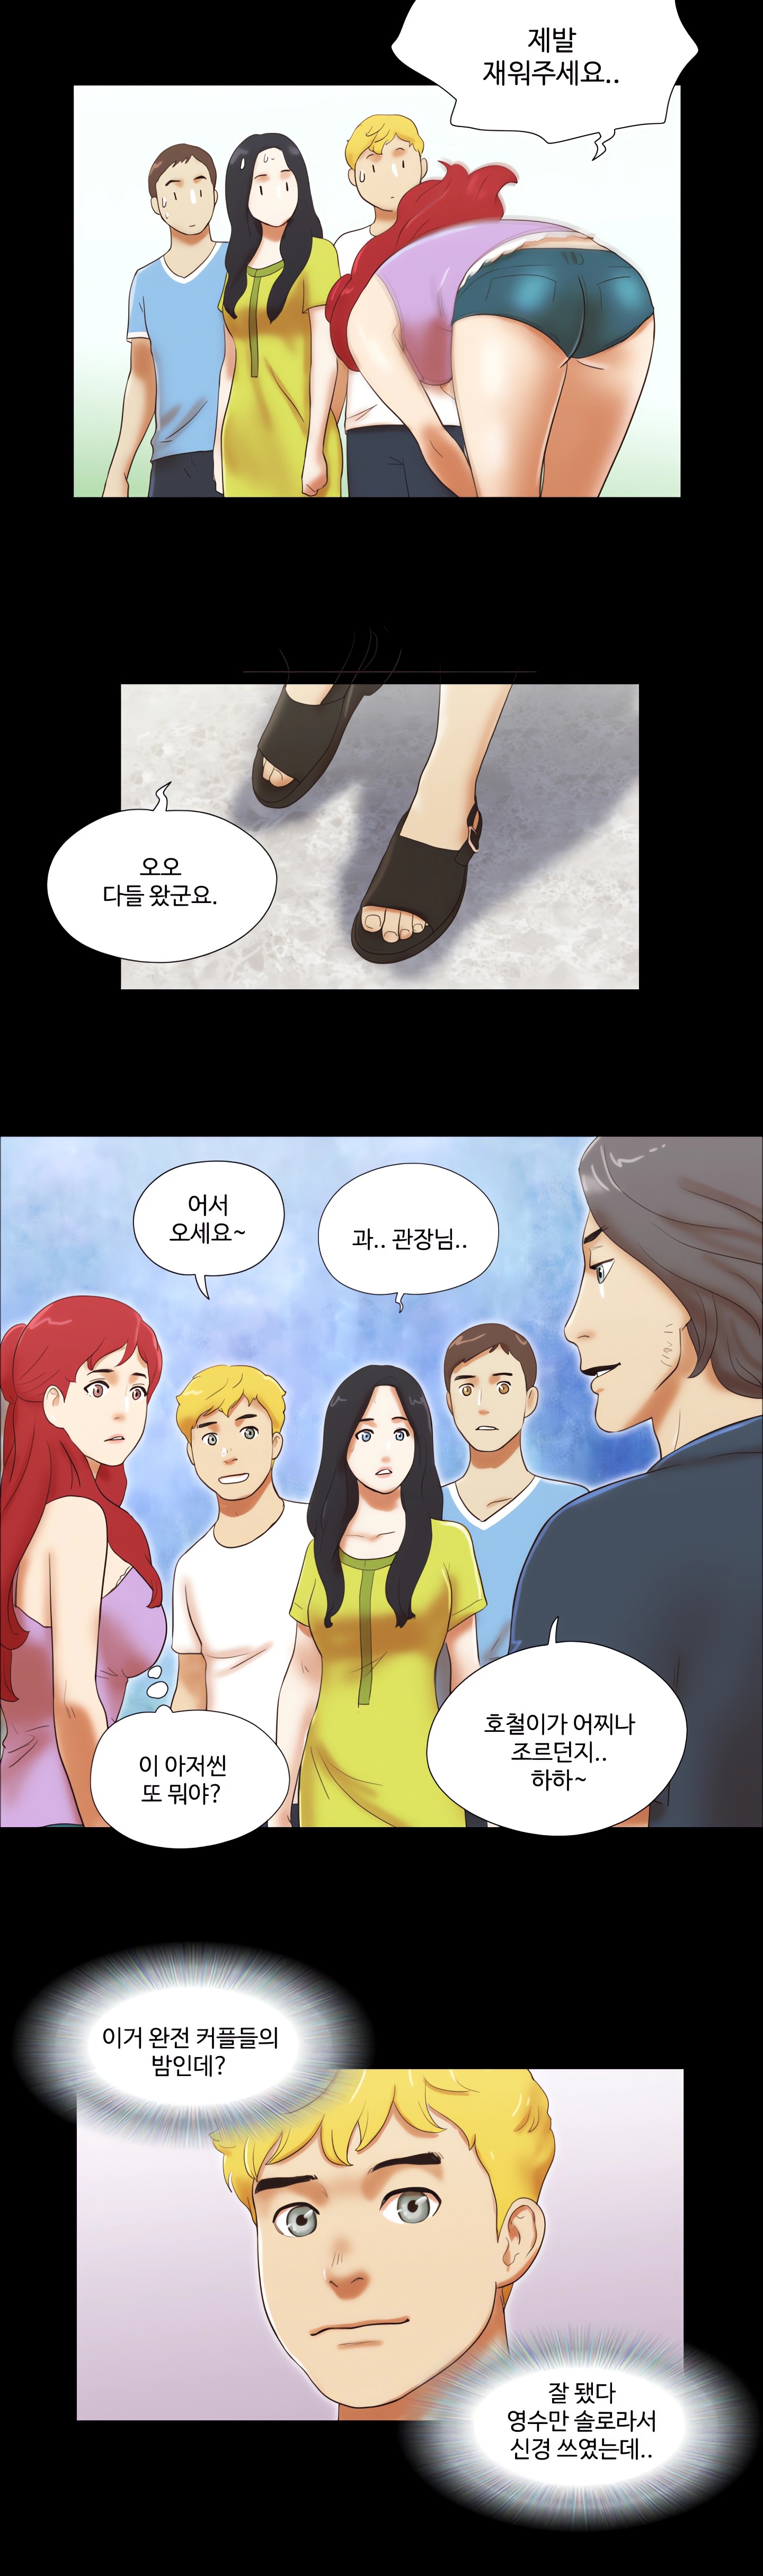 제발
재워주세요..
오오
다들 왔군요.
어서
오세요~
과.. 관장님..
이 아저씬
또 뭐야?
호철이가 어찌나
조르던지..
하하~
이거 완전 커플들의
밤인데?
잘 됐다
영수만 솔로라서
신경 쓰였는데..